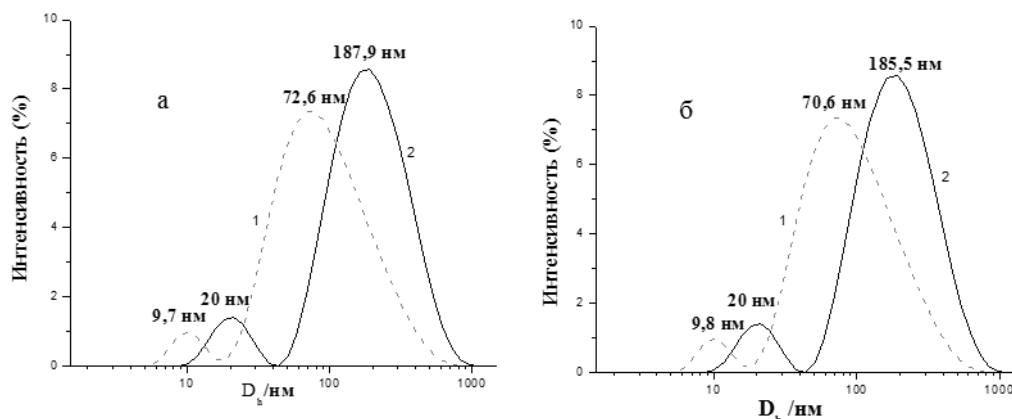 10
8
6
4
2
0
Интенсивность (%)
а
187,9 нм
72,6 нм
2
1
20 нм
9,7 нм
10
100
1000
D_h /нм
10
8
6
4
2
0
Интенсивность (%)
б
185,5 нм
70,6 нм
2
1
20 нм
9,8 нм
10
100
1000
D_h /нм